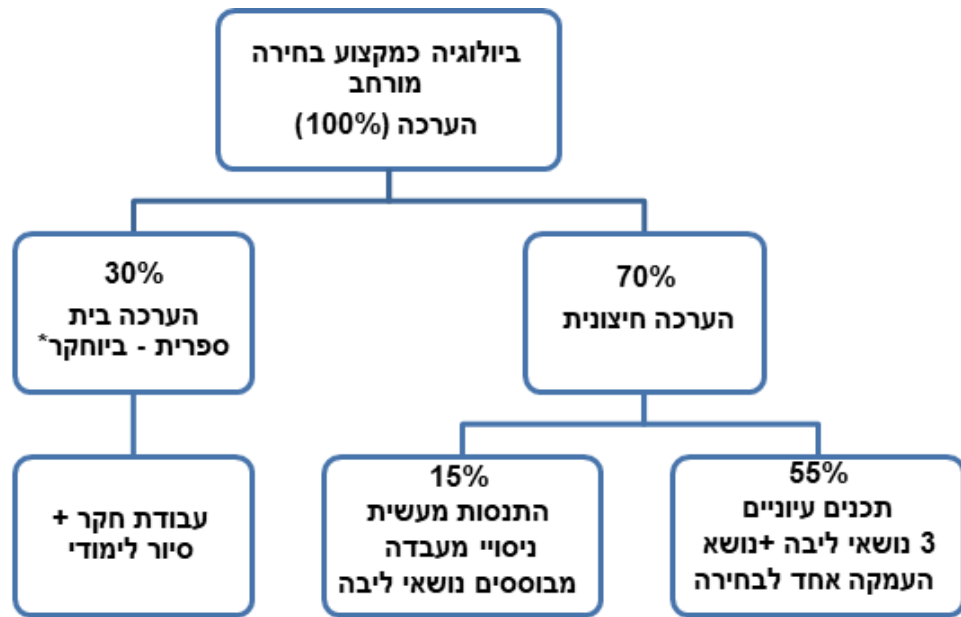 ביולוגיה כמקצוע בחירה
מורחב
הערכה (100%)
70%
הערכה חיצונית
30%
הערכה בית
ספרית - ביוחקר*
55%
תכנים עיוניים
3 נושאי ליבה +נושא
העמקה אחד לבחירה
15%
התנסות מעשית
ניסויי מעבדה
מבוססים נושאי ליבה
עבודת חקר +
סיור לימודי